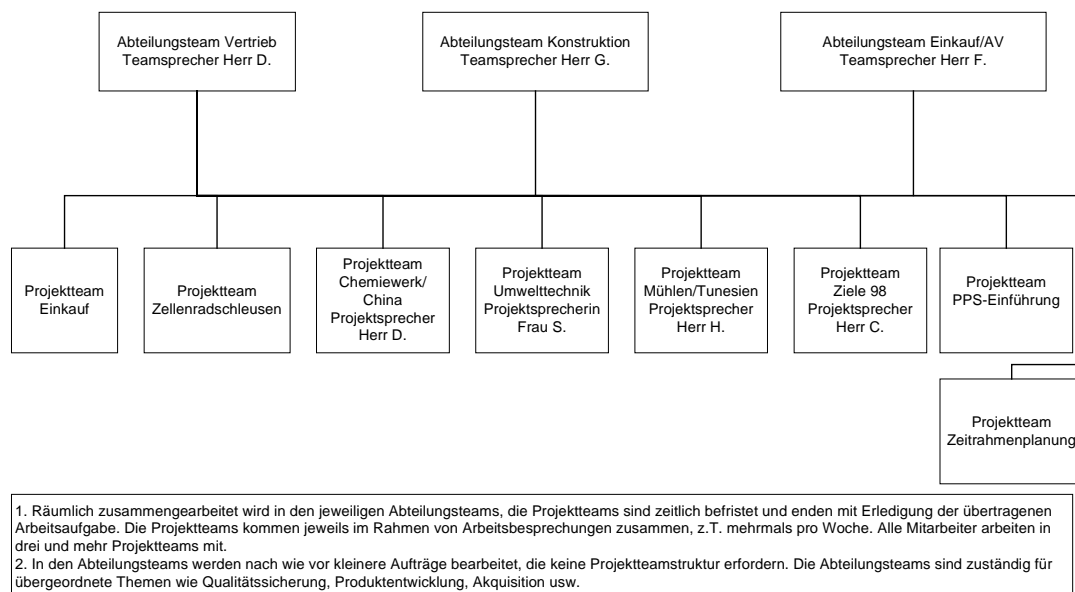 Abteilungsteam Vertrieb
Teamsprecher Herr D.
Abteilungsteam Konstruktion
Teamsprecher Herr G.
Abteilungsteam Einkauf/AV
Teamsprecher Herr F.
Projektteam
Einkauf
Projektteam
Zellenradschleusen
Projektteam
Chemiewerk/
China
Projektsprecher
Herr D.
Projektteam
Umwelttechnik
Projektsprecherin
Frau S.
Projektteam
Mühlen/Tunesien
Projektsprecher
Herr H.
Projektteam
Ziele 98
Projektsprecher
Herr C.
Projektteam
PPS-Einführung
Projektteam
Zeitrahmenplanung
1. Räumlich zusammengearbeitet wird in den jeweiligen Abteilungsteams, die Projektteams sind zeitlich befristet und enden mit Erledigung der übertragenen
Arbeitsaufgabe. Die Projektteams kommen jeweils im Rahmen von Arbeitsbesprechungen zusammen, z.T. mehrmals pro Woche. Alle Mitarbeiter arbeiten in
drei und mehr Projektteams mit.
2. In den Abteilungsteams werden nach wie vor kleinere Aufträge bearbeitet, die keine Projektteamstruktur erfordern. Die Abteilungsteams sind zuständig für
übergeordnete Themen wie Qualitätssicherung, Produktentwicklung, Akquisition usw.